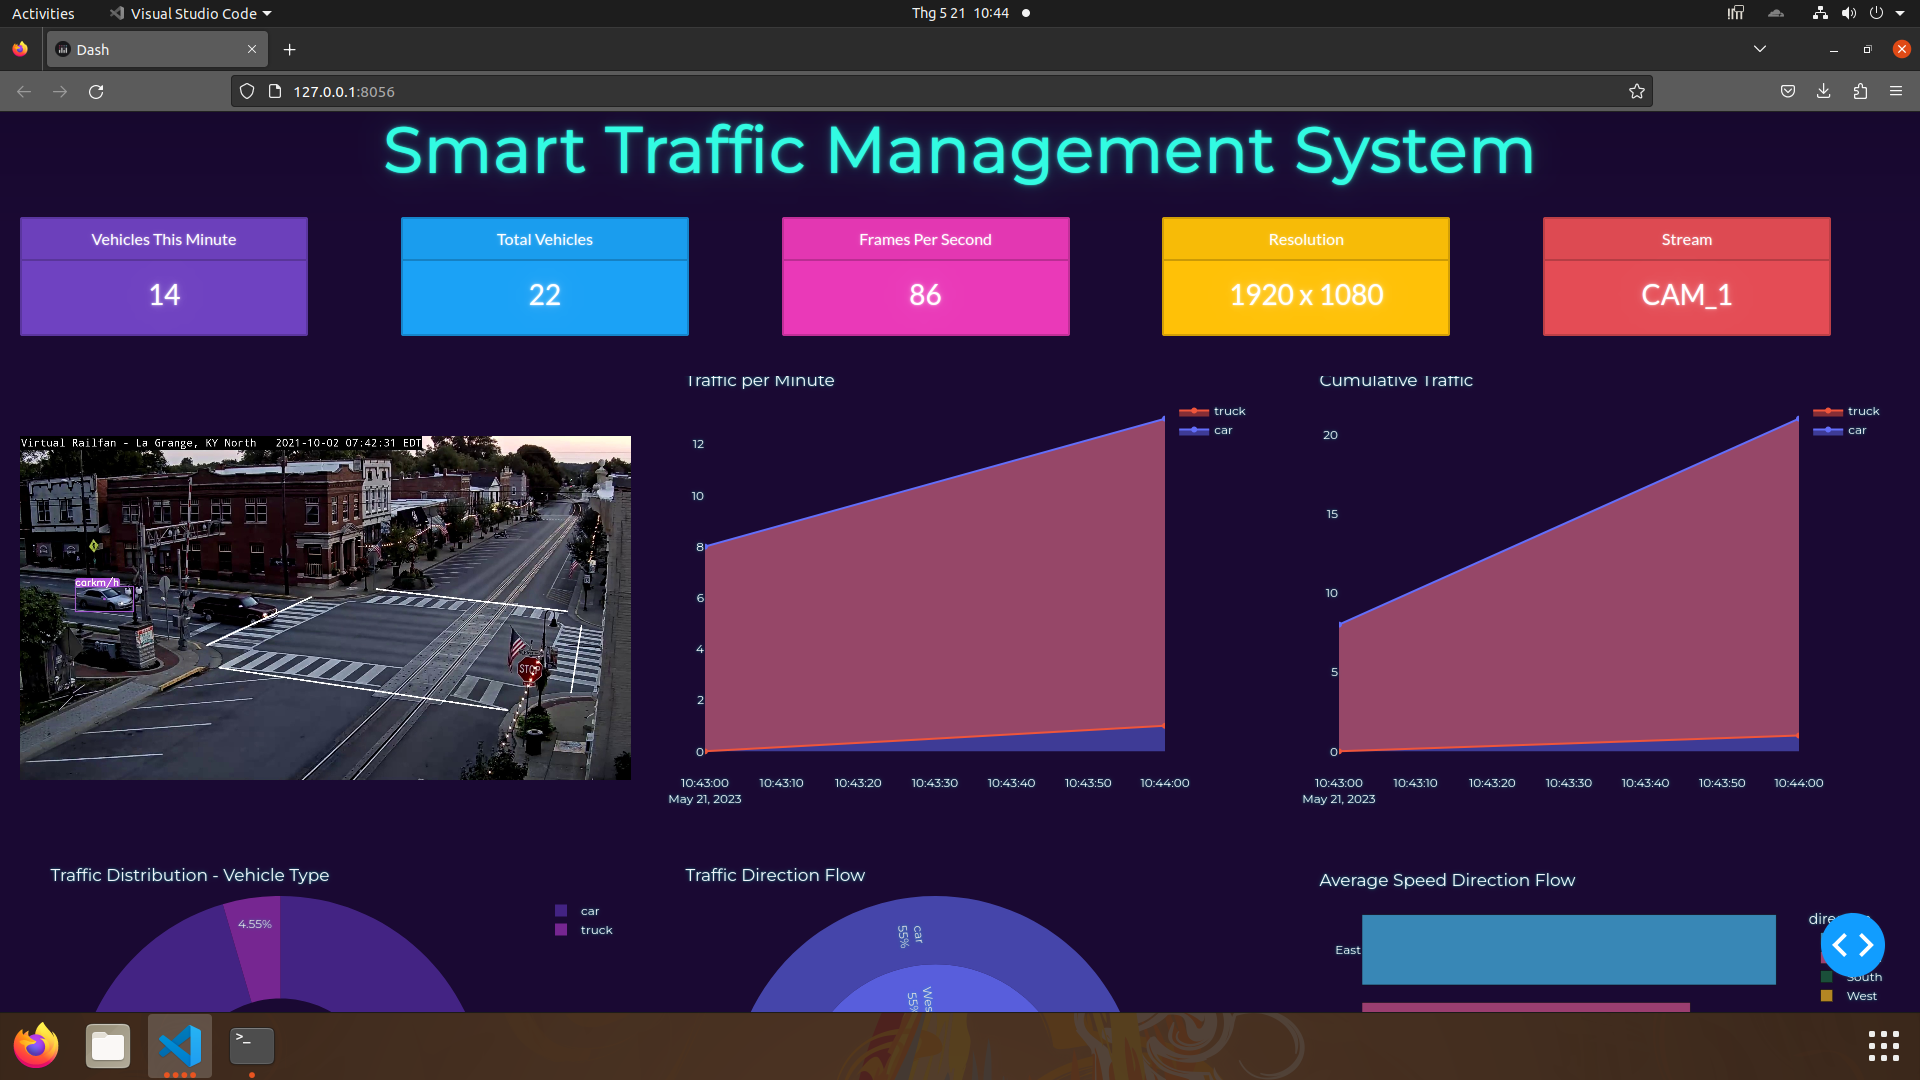 Activities Visual Studio Code Thg 5 21 10:44
Dash
127.0.0.1:8056
Smart Traffic Management System
Vehicles This Minute
14
Total Vehicles
22
Frames Per Second
86
Resolution
1920 x 1080
Stream
CAM_1
Virtual Railfan - La Grange, KY North 2021-10-02 07:42:31 EDT
carkm/h
STOP
Traffic per Minute
truck
car
12
10
8
6
4
2
0
10:43:00 10:43:10 10:43:20 10:43:30 10:43:40 10:43:50 10:44:00
May 21, 2023
Cumulative Traffic
truck
car
20
15
10
5
0
10:43:00 10:43:10 10:43:20 10:43:30 10:43:40 10:43:50 10:44:00
May 21, 2023
Traffic Distribution - Vehicle Type
4.55%
car
truck
Traffic Direction Flow
car
55%
West
55%
Average Speed Direction Flow
East
South
West